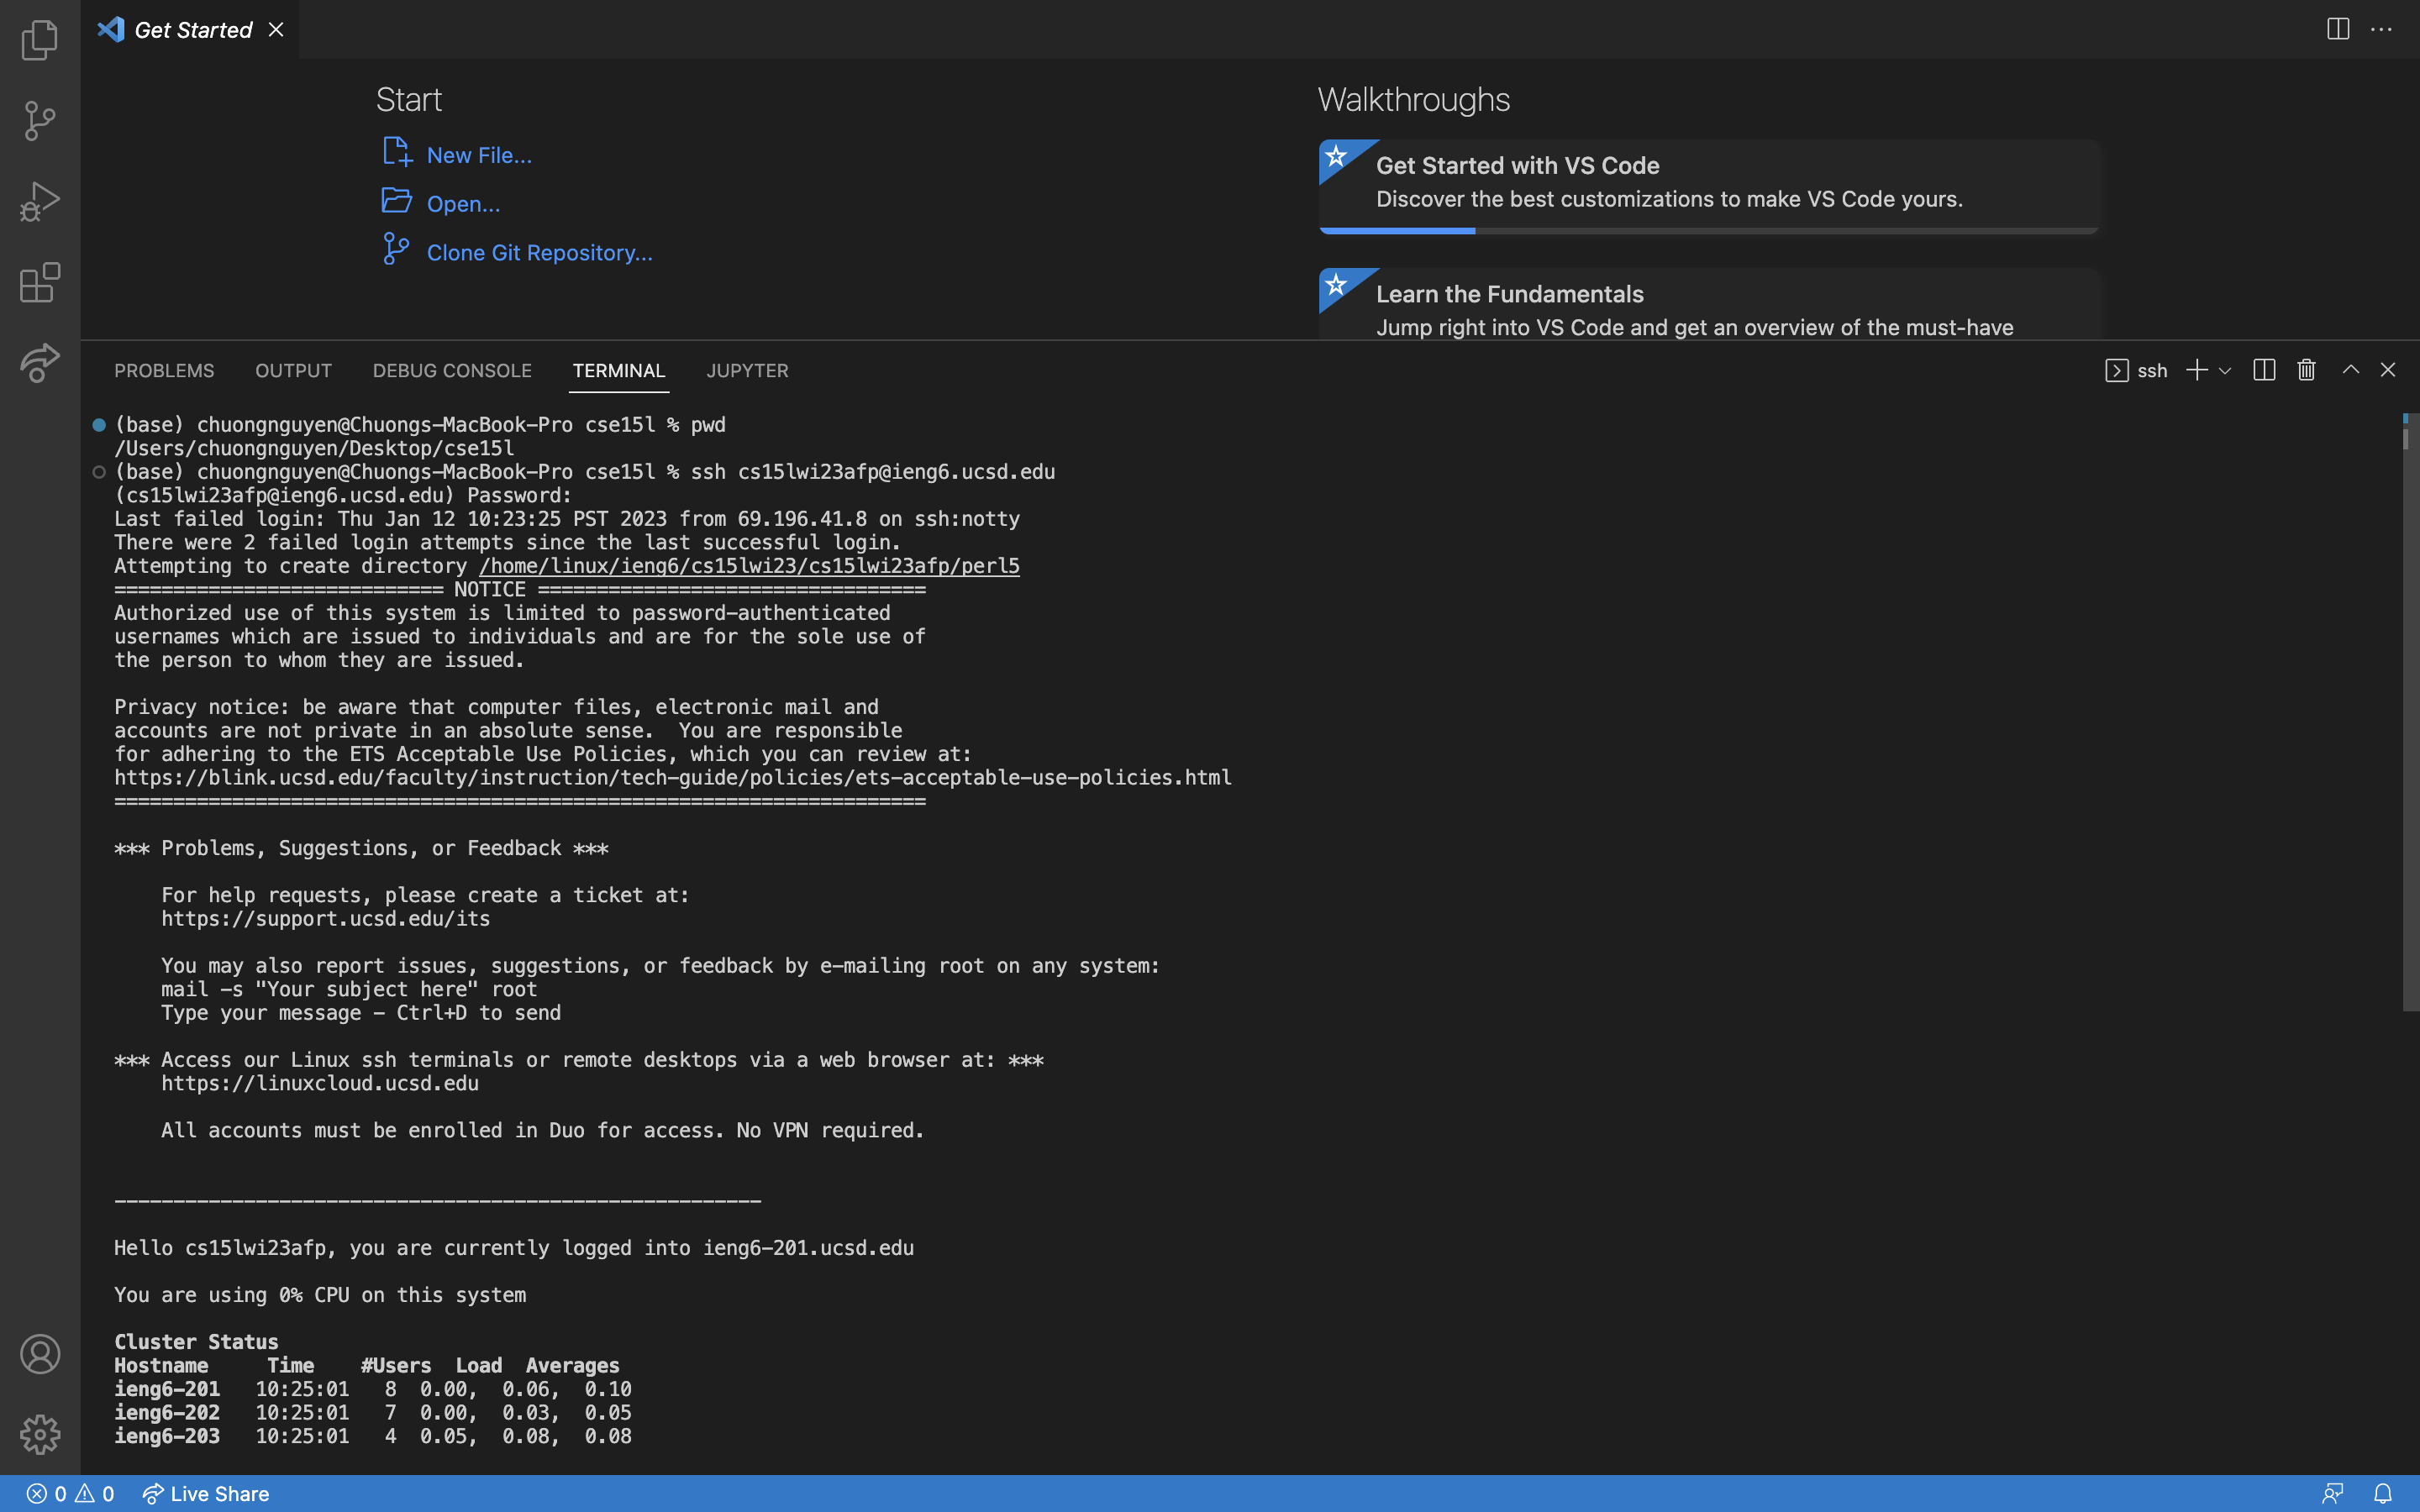 Get Started
Start
New File...
Open...
Clone Git Repository...
Walkthroughs
Get Started with VS Code
Discover the best customizations to make VS Code yours.
Learn the Fundamentals
Jump right into VS Code and get an overview of the must-have
PROBLEMS OUTPUT DEBUG CONSOLE TERMINAL JUPYTER ssh
(base) chuongnguyen@Chuongs-MacBook-Pro cse15l % pwd
/Users/chuongnguyen/Desktop/cse15l
(base) chuongnguyen@Chuongs-MacBook-Pro cse15l % ssh cs15lwi23afp@ieng6.ucsd.edu
(cs15lwi23afp@ieng6.ucsd.edu) Password:
Last failed login: Thu Jan 12 10:23:25 PST 2023 from 69.196.41.8 on ssh:notty
There were 2 failed login attempts since the last successful login.
Attempting to create directory /home/linux/ieng6/cs15lwi23/cs15lwi23afp/perl5
============================ NOTICE =================================
Authorized use of this system is limited to password-authenticated
usernames which are issued to individuals and are for the sole use of
the person to whom they are issued.
Privacy notice: be aware that computer files, electronic mail and
accounts are not private in an absolute sense.  You are responsible
for adhering to the ETS Acceptable Use Policies, which you can review at:
https://blink.ucsd.edu/faculty/instruction/tech-guide/policies/ets-acceptable-use-policies.html
=====================================================================
*** Problems, Suggestions, or Feedback ***
For help requests, please create a ticket at:
https://support.ucsd.edu/its
You may also report issues, suggestions, or feedback by e-mailing root on any system:
mail -s "Your subject here" root
Type your message - Ctrl+D to send
*** Access our Linux ssh terminals or remote desktops via a web browser at: ***
https://linuxcloud.ucsd.edu
All accounts must be enrolled in Duo for access. No VPN required.
-------------------------------------------------------
Hello cs15lwi23afp, you are currently logged into ieng6-201.ucsd.edu
You are using 0% CPU on this system
Cluster Status
Hostname     Time    #Users  Load  Averages
ieng6-201   10:25:01   8  0.00,  0.06,  0.10
ieng6-202   10:25:01   7  0.00,  0.03,  0.05
ieng6-203   10:25:01   4  0.05,  0.08,  0.08
0 0 Live Share